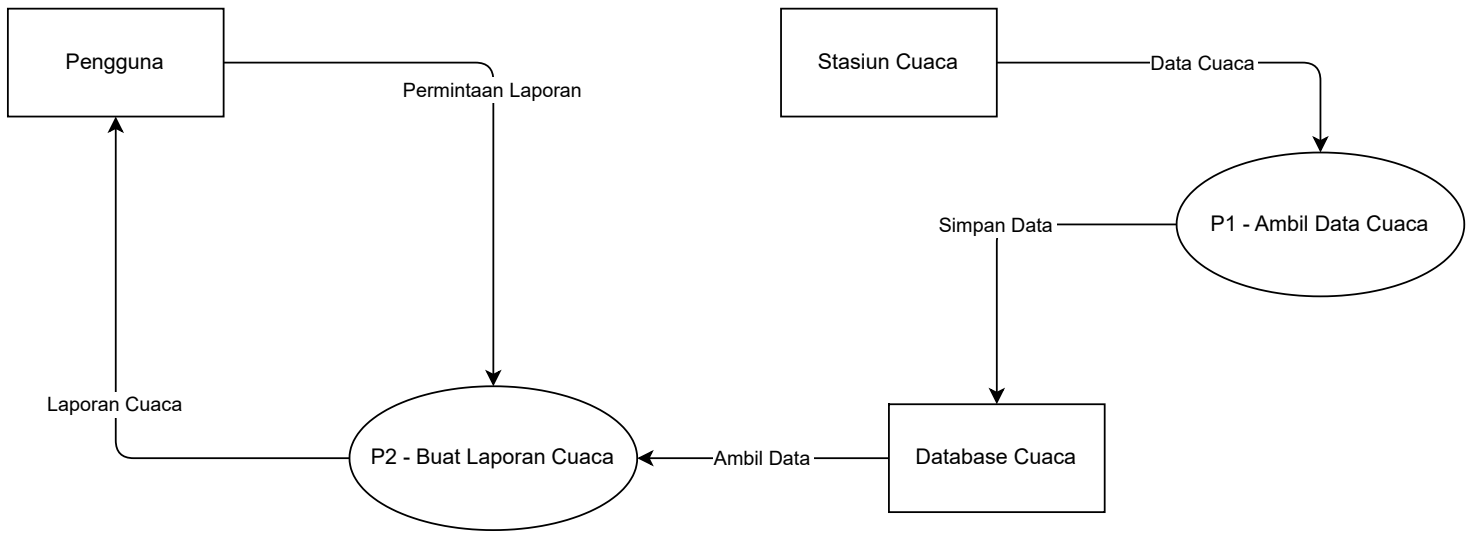 Pengguna
Stasiun Cuaca
Data Cuaca
Permintaan Laporan
Simpan Data
P1 - Ambil Data Cuaca
Laporan Cuaca
P2 - Buat Laporan Cuaca
Ambil Data
Database Cuaca